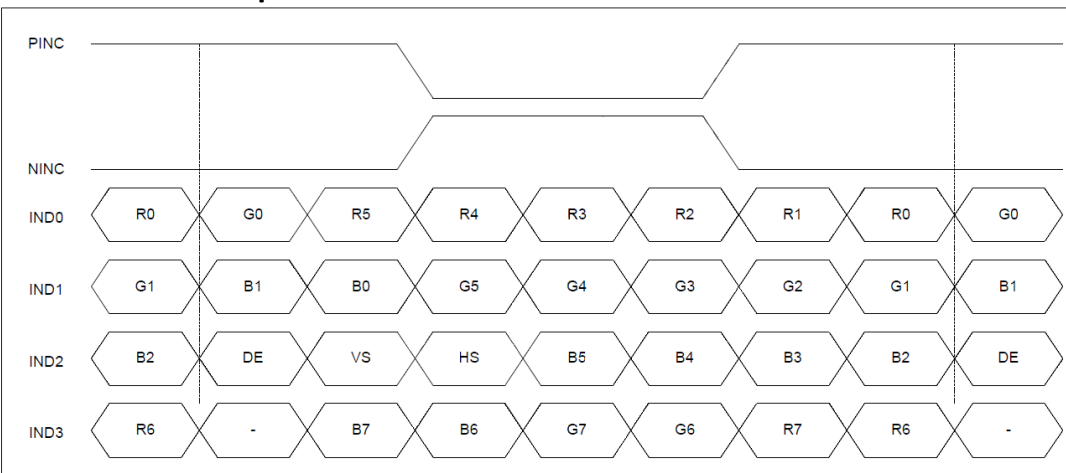 PINC
NINC
IND0 R0 G0 R5 R4 R3 R2 R1 R0 G0
IND1 G1 B1 B0 G5 G4 G3 G2 G1 B1
IND2 B2 DE VS HS B5 B4 B3 B2 DE
IND3 R6 - B7 B6 G7 G6 R7 R6 -